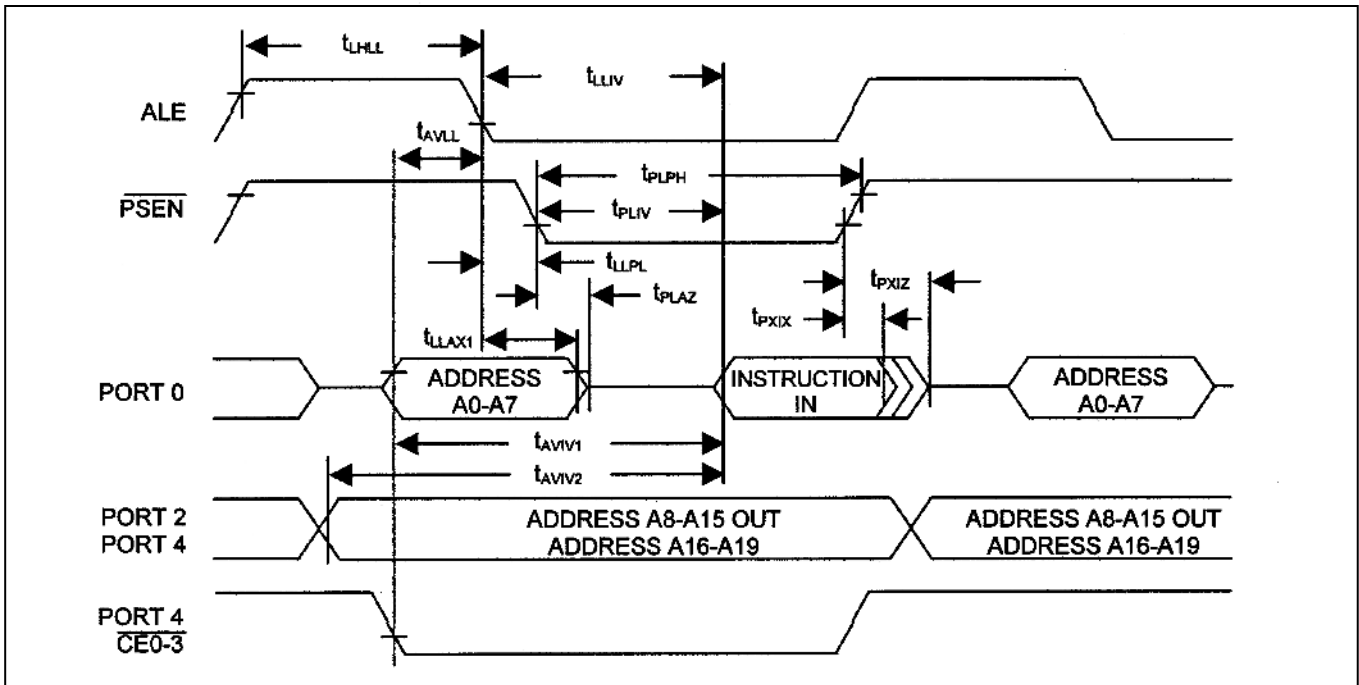 tLHLL
tLLIV
ALE
tAVLL
tPLPH
PSEN
tPLIV
tLLPL
tPLAZ
tPXIZ
tPXIX
tLLAX1
PORT 0
ADDRESS
A0-A7
INSTRUCTION
IN
ADDRESS
A0-A7
tAVIV1
tAVIV2
PORT 2
PORT 4
ADDRESS A8-A15 OUT
ADDRESS A16-A19
ADDRESS A8-A15 OUT
ADDRESS A16-A19
PORT 4
CE0-3